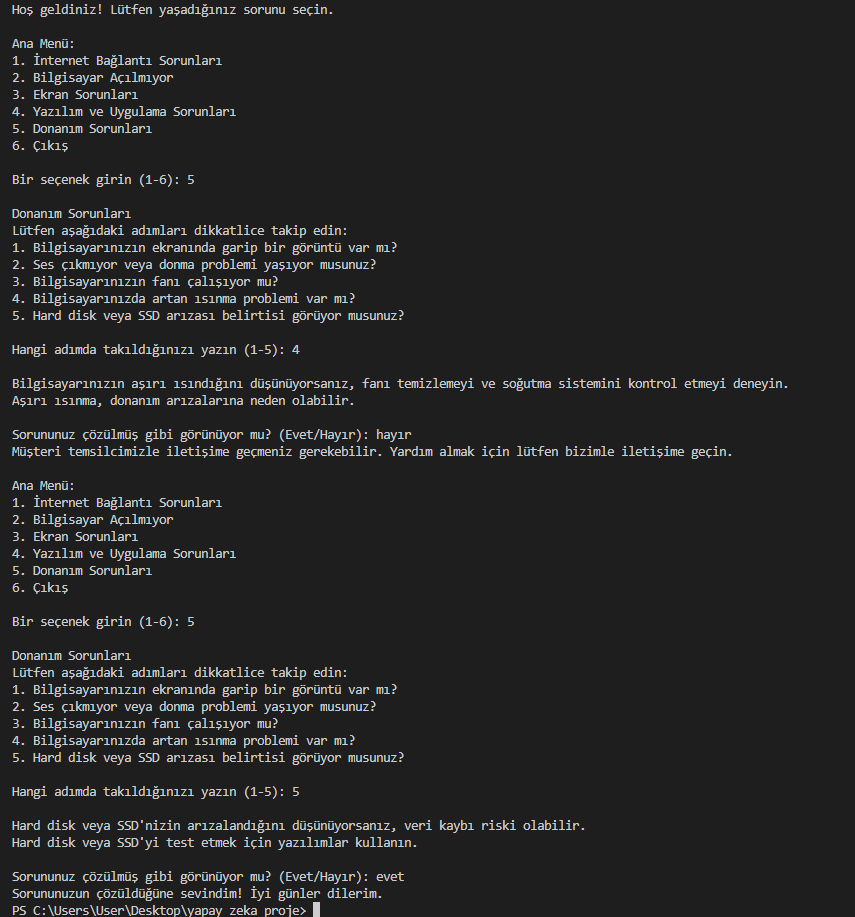 Hoş geldiniz! Lütfen yaşadığınız sorunu seçin.
Ana Menü:
1. İnternet Bağlantı Sorunları
2. Bilgisayar Açılmıyor
3. Ekran Sorunları
4. Yazılım ve Uygulama Sorunları
5. Donanım Sorunları
6. Çıkış
Bir seçenek girin (1-6): 5
Donanım Sorunları
Lütfen aşağıdaki adımları dikkatlice takip edin:
1. Bilgisayarınızın ekranında garip bir görüntü var mı?
2. Ses çıkmıyor veya donma problemi yaşıyor musunuz?
3. Bilgisayarınızın fanı çalışıyor mu?
4. Bilgisayarınızda artan ısınma problemi var mı?
5. Hard disk veya SSD arızası belirtisi görüyor musunuz?
Hangi adımda takıldığınızı yazın (1-5): 4
Bilgisayarınızın aşırı ısındığını düşünüyorsanız, fanı temizlemeyi ve soğutma sistemini kontrol etmeyi deneyin.
Aşırı ısınma, donanım arızalarına neden olabilir.
Sorununuz çözülmüş gibi görünüyor mu? (Evet/Hayır): hayır
Müşteri temsilcimizle iletişime geçmeniz gerekebilir. Yardım almak için lütfen bizimle iletişime geçin.
Ana Menü:
1. İnternet Bağlantı Sorunları
2. Bilgisayar Açılmıyor
3. Ekran Sorunları
4. Yazılım ve Uygulama Sorunları
5. Donanım Sorunları
6. Çıkış
Bir seçenek girin (1-6): 5
Donanım Sorunları
Lütfen aşağıdaki adımları dikkatlice takip edin:
1. Bilgisayarınızın ekranında garip bir görüntü var mı?
2. Ses çıkmıyor veya donma problemi yaşıyor musunuz?
3. Bilgisayarınızın fanı çalışıyor mu?
4. Bilgisayarınızda artan ısınma problemi var mı?
5. Hard disk veya SSD arızası belirtisi görüyor musunuz?
Hangi adımda takıldığınızı yazın (1-5): 5
Hard disk veya SSD'nizin arızalandığını düşünüyorsanız, veri kaybı riski olabilir.
Hard disk veya SSD'yi test etmek için yazılımlar kullanın.
Sorununuz çözülmüş gibi görünüyor mu? (Evet/Hayır): evet
Sorununuzun çözüldüğüne sevindim! İyi günler dilerim.
PS C:\Users\User\Desktop\yapay zeka proje>